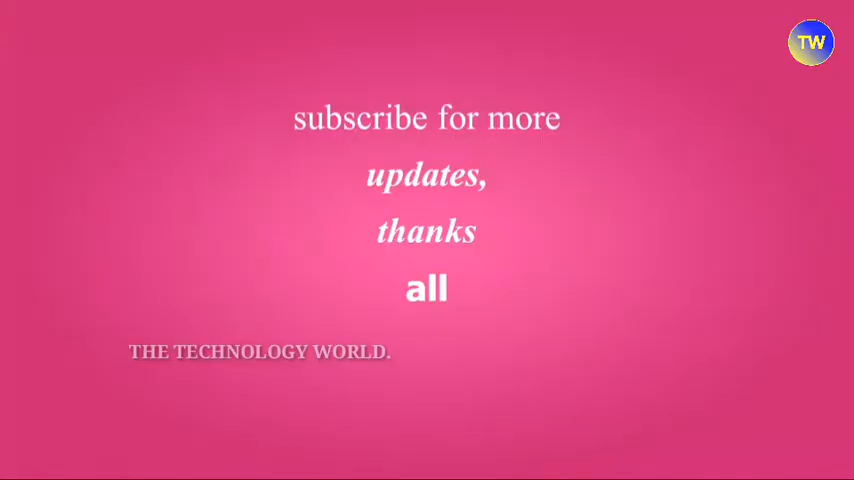 TW
subscribe for more
updates,
thanks
all
THE TECHNOLOGY WORLD.